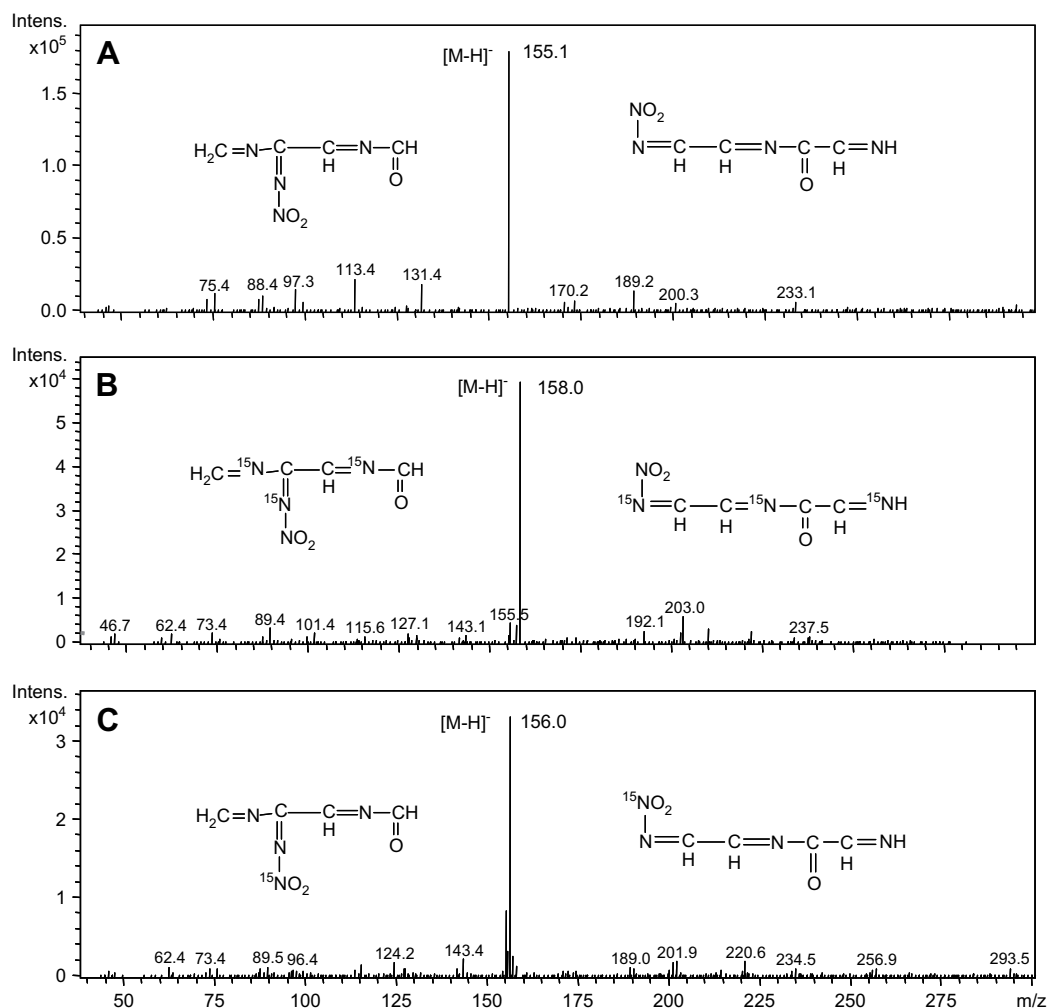 Intens.
x10⁵
A
[M-H]⁻ 155.1
1.5
1.0
0.5
0.0
H₂C=N C C=N CH
H
O
N
NO₂
NO₂
N C C N C C NH
H H H
O
75.4 88.4 97.3 113.4 131.4 170.2 189.2 200.3 233.1
Intens.
x10⁴
B
[M-H]⁻ 158.0
5
4
3
2
1
0
H₂C=¹⁵N C C=¹⁵N CH
H
O
¹⁵N
NO₂
NO₂
¹⁵N C C ¹⁵N C C ¹⁵NH
H H H
O
46.7 62.4 73.4 89.4 101.4 115.6 127.1 143.1 155.5 192.1 203.0 237.5
Intens.
x10⁴
C
[M-H]⁻ 156.0
3
2
1
0
H₂C=N C C=N CH
H
O
N
¹⁵NO₂
¹⁵NO₂
N C C N C C NH
H H H
O
62.4 73.4 89.5 96.4 124.2 143.4 189.0 201.9 220.6 234.5 256.9 293.5
50 75 100 125 150 175 200 225 250 275 m/z